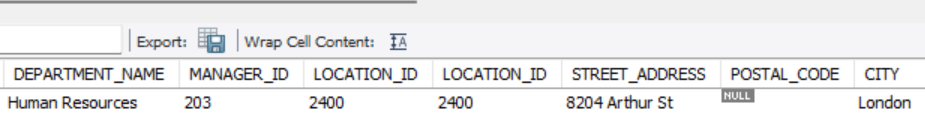 Export: Wrap Cell Content: IA
DEPARTMENT_NAME MANAGER_ID LOCATION_ID LOCATION_ID STREET_ADDRESS POSTAL_CODE CITY
Human Resources 203 2400 2400 8204 Arthur St NULL London